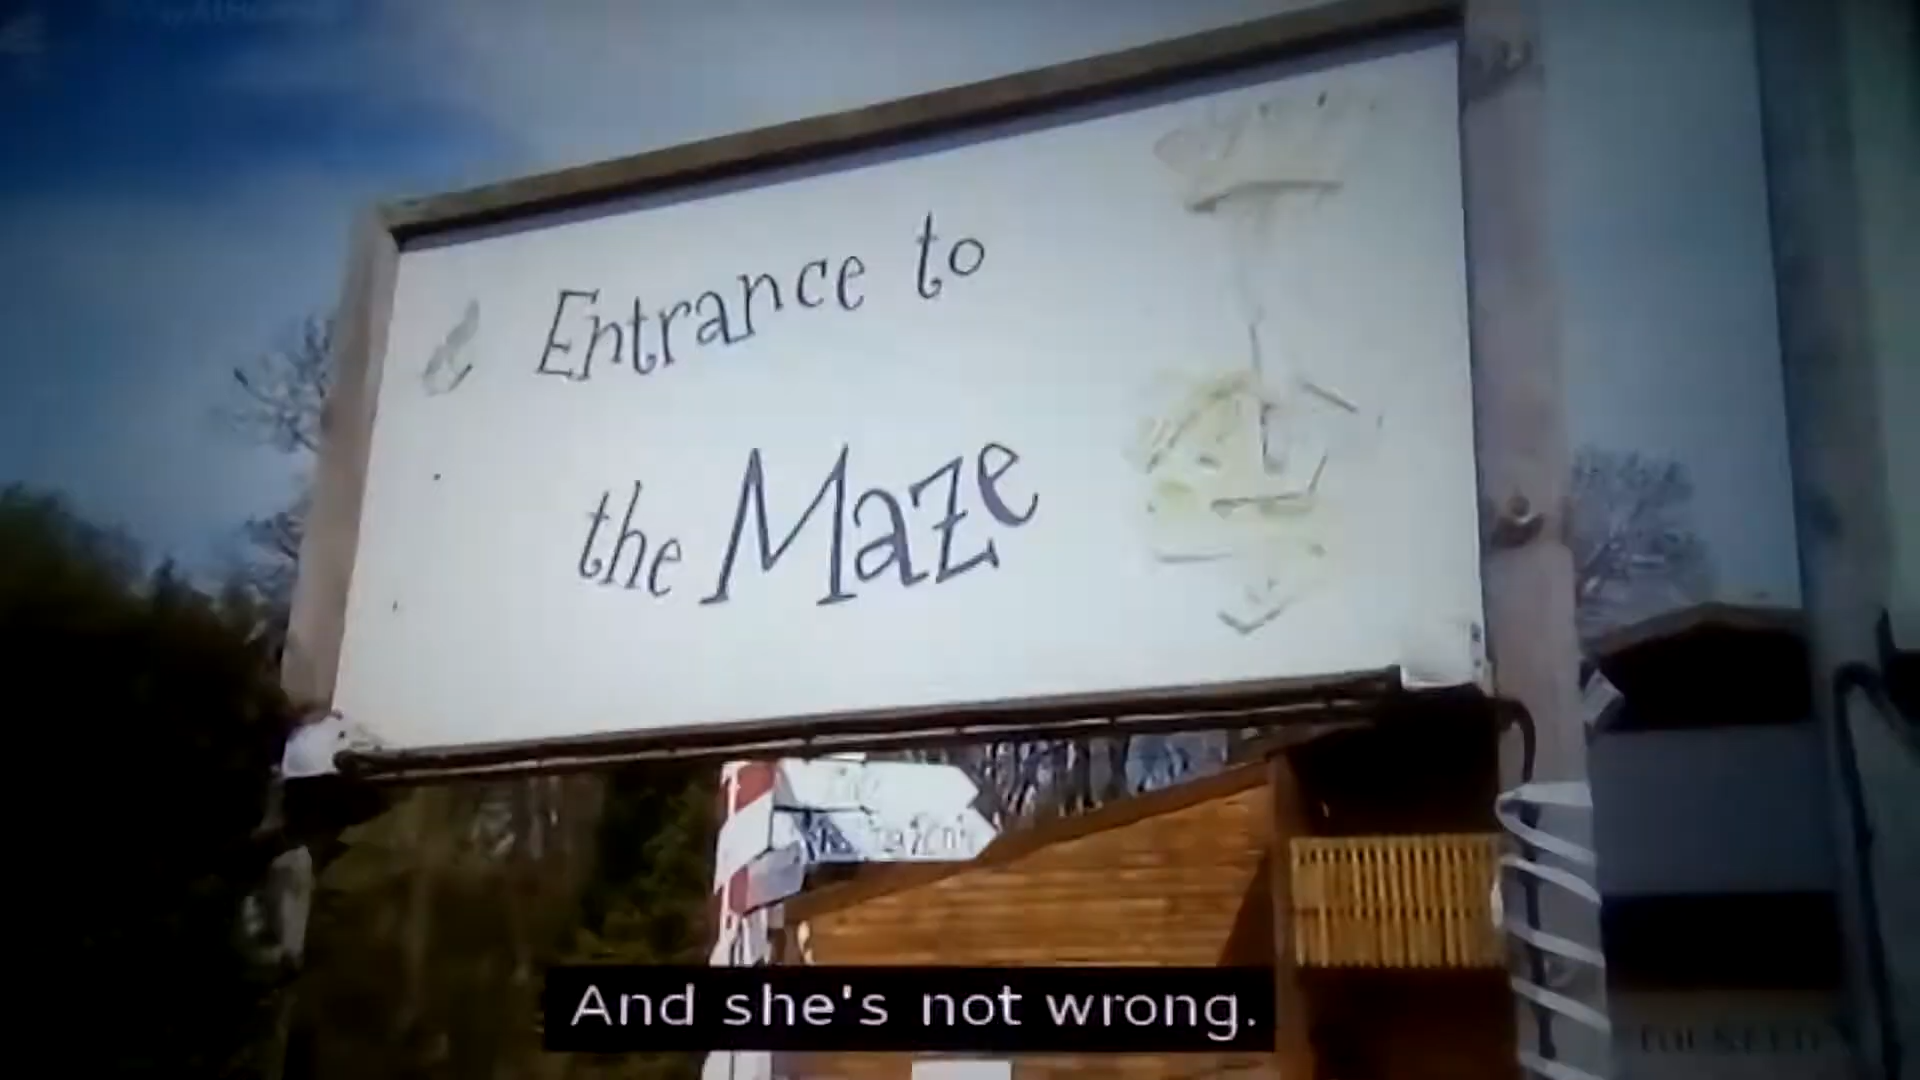 Entrance to
the Maze
And she's not wrong.